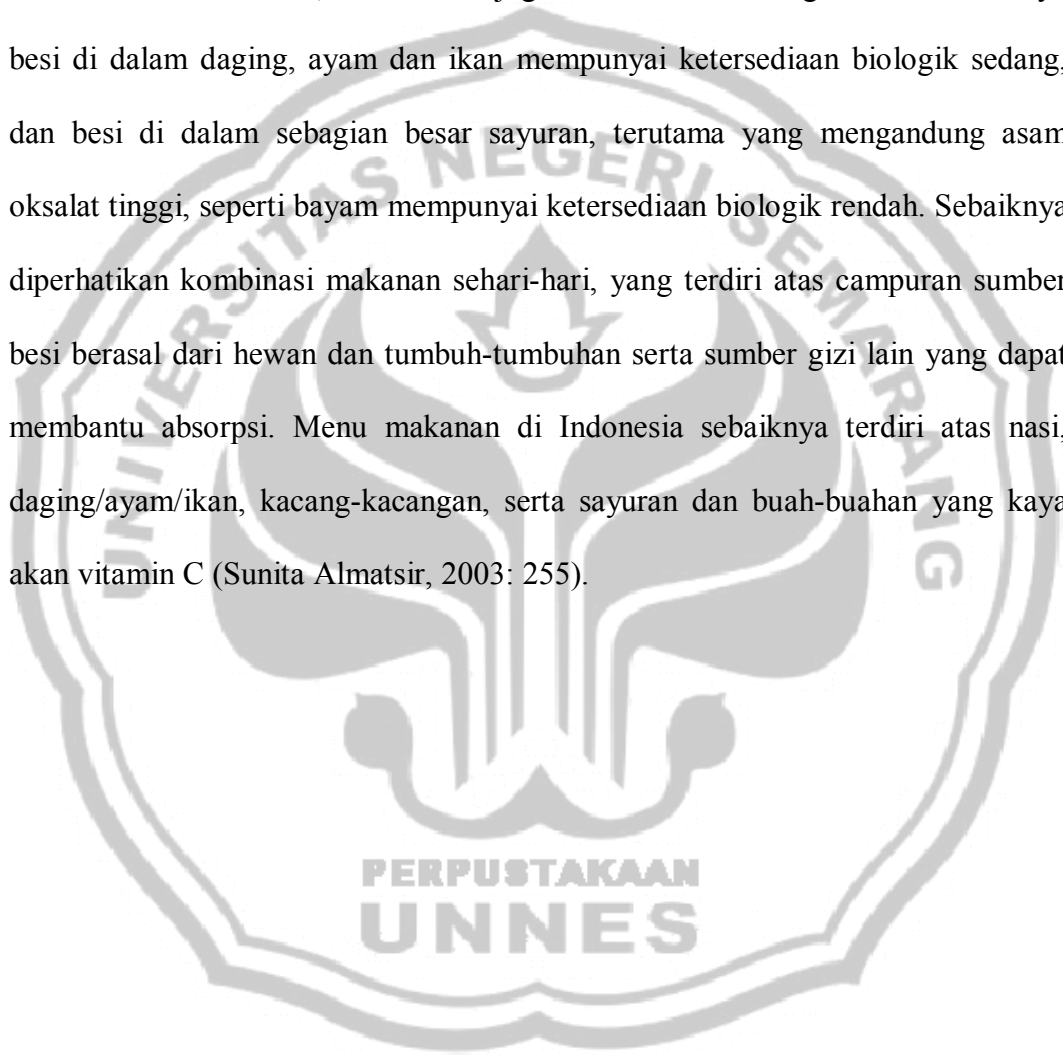 besi di dalam daging, ayam dan ikan mempunyai ketersediaan biologik sedang,
dan besi di dalam sebagian besar sayuran, terutama yang mengandung asam
oksalat tinggi, seperti bayam mempunyai ketersediaan biologik rendah. Sebaiknya
diperhatikan kombinasi makanan sehari-hari, yang terdiri atas campuran sumber
besi berasal dari hewan dan tumbuh-tumbuhan serta sumber gizi lain yang dapat
membantu absorpsi. Menu makanan di Indonesia sebaiknya terdiri atas nasi,
daging/ayam/ikan, kacang-kacangan, serta sayuran dan buah-buahan yang kaya
akan vitamin C (Sunita Almatsir, 2003: 255).
UNIVERSITAS NEGERI SEMARANG
PERPUSTAKAAN
UNNES